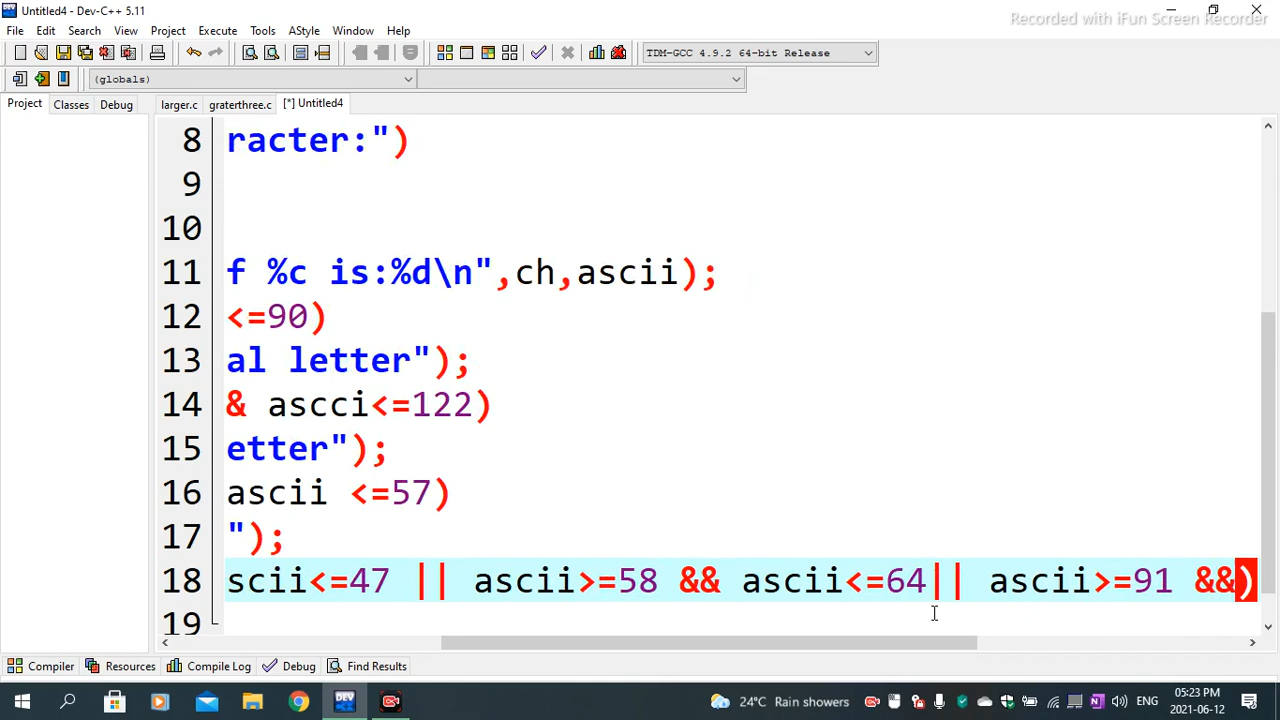 Untitled4 - Dev-C++ 5.11
Recorded with iFun Screen Recorder
File Edit Search View Project Execute Tools AStyle Window Help
TDM-GCC 4.9.2 64-bit Release
(globals)
Project Classes Debug larger.c graterthree.c [*] Untitled4
8 racter:")
9
10
11 f %c is:%d\n",ch,ascii);
12 <=90)
13 al letter");
14 & ascci<=122)
15 etter");
16 ascii <=57)
17 ");
18 scii<=47 || ascii>=58 && ascii<=64|| ascii>=91 &&)
19
Compiler Resources Compile Log Debug Find Results
24°C Rain showers ENG 05:23 PM
2021-06-12